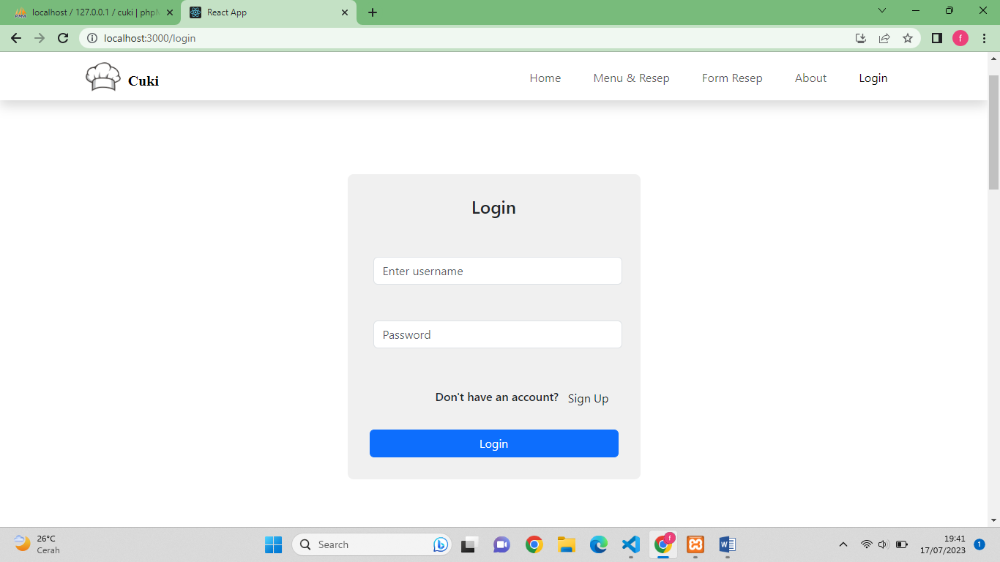 localhost / 127.0.0.1 / cuki | phpM
React App
localhost:3000/login
f
Cuki
Home
Menu & Resep
Form Resep
About
Login
Login
Enter username
Password
Don't have an account? Sign Up
Login
26°C
Cerah
Search
f
19:41
17/07/2023
1